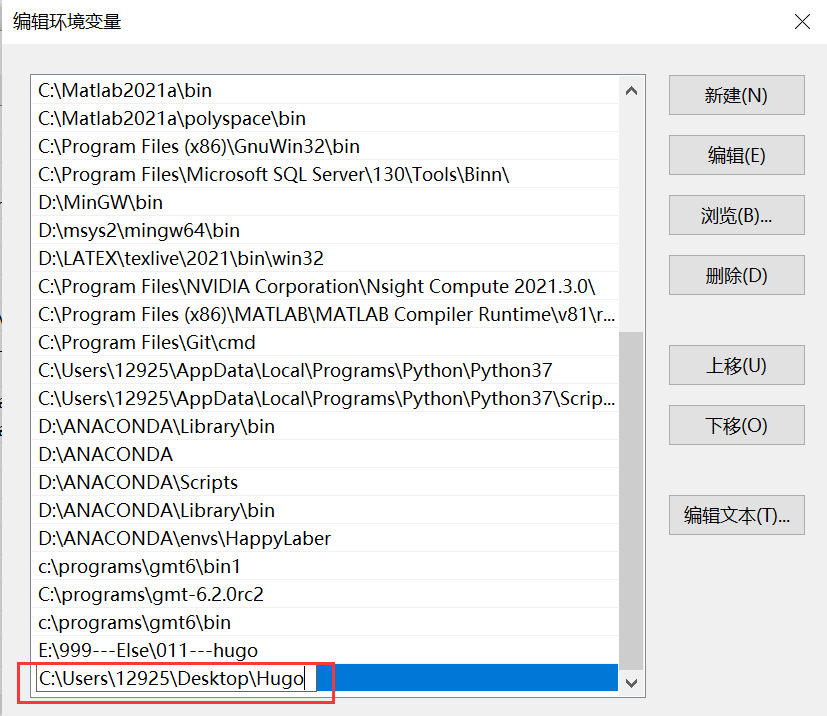 编辑环境变量
C:\Matlab2021a\bin
C:\Matlab2021a\polyspace\bin
C:\Program Files (x86)\GnuWin32\bin
C:\Program Files\Microsoft SQL Server\130\Tools\Binn\
D:\MinGW\bin
D:\msys2\mingw64\bin
D:\LATEX\texlive\2021\bin\win32
C:\Program Files\NVIDIA Corporation\Nsight Compute 2021.3.0\
C:\Program Files (x86)\MATLAB\MATLAB Compiler Runtime\v81\r...
C:\Program Files\Git\cmd
C:\Users\12925\AppData\Local\Programs\Python\Python37
C:\Users\12925\AppData\Local\Programs\Python\Python37\Scrip...
D:\ANACONDA\Library\bin
D:\ANACONDA
D:\ANACONDA\Scripts
D:\ANACONDA\Library\bin
D:\ANACONDA\envs\HappyLaber
c:\programs\gmt6\bin1
C:\programs\gmt-6.2.0rc2
c:\programs\gmt6\bin
E:\999---Else\011---hugo
C:\Users\12925\Desktop\Hugo
新建(N)
编辑(E)
浏览(B)...
删除(D)
上移(U)
下移(O)
编辑文本(T)...